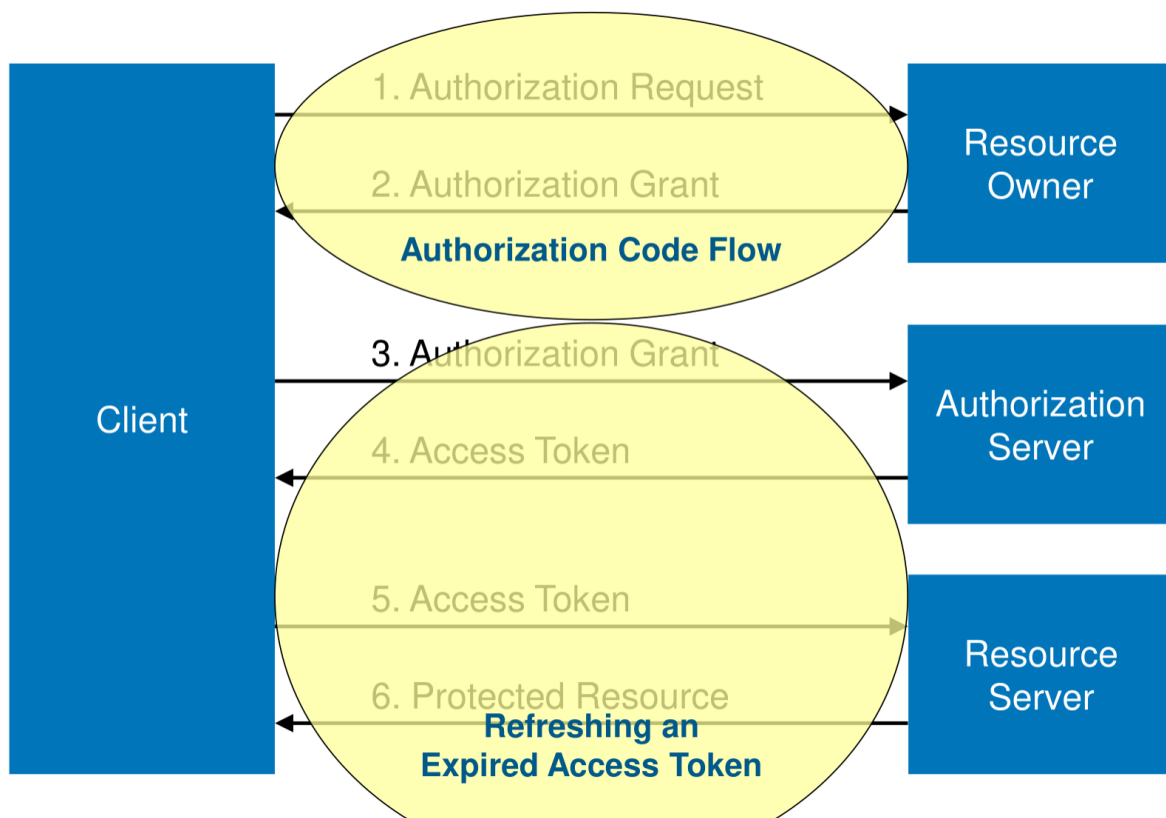 1. Authorization Request
Resource
Owner
2. Authorization Grant
Authorization Code Flow
3. Authorization Grant
Client
Authorization
Server
4. Access Token
5. Access Token
Resource
Server
6. Protected Resource
Refreshing an
Expired Access Token